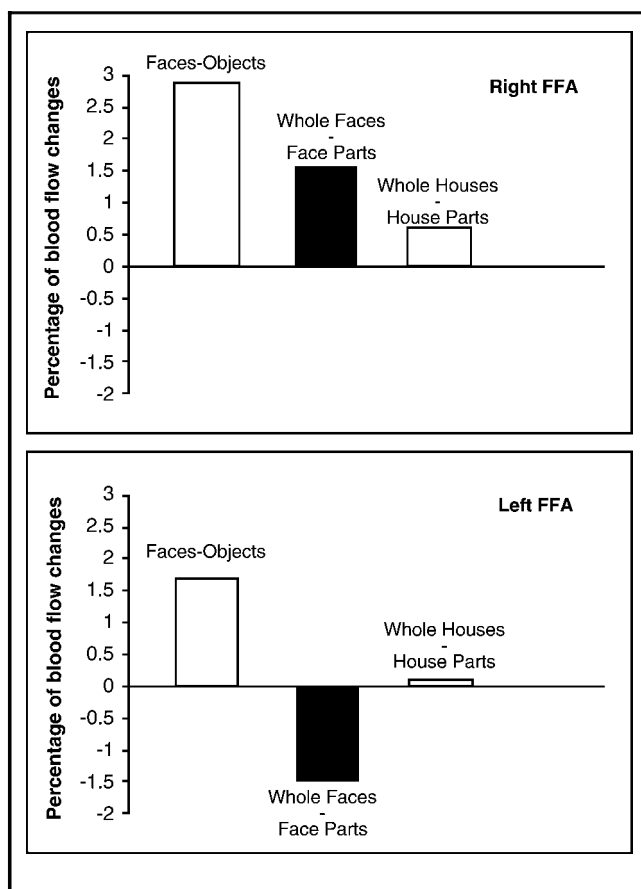 Percentage of blood flow changes
3
2.5
2
1.5
1
0.5
0
-0.5
-1
-1.5
-2
Faces-Objects
Right FFA
Whole Faces
-
Face Parts
Whole Houses
-
House Parts
Percentage of blood flow changes
3
2.5
2
1.5
1
0.5
0
-0.5
-1
-1.5
-2
Left FFA
Faces-Objects
Whole Houses
-
House Parts
Whole Faces
-
Face Parts